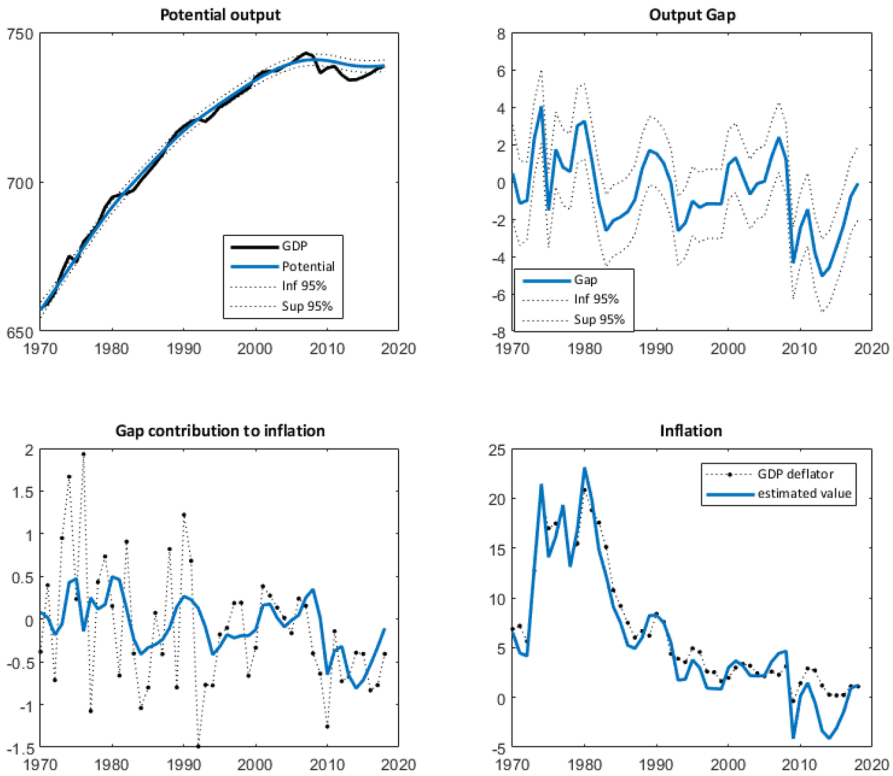 Potential output
750
700
650
1970 1980 1990 2000 2010 2020
GDP
Potential
Inf 95%
Sup 95%
Output Gap
8
6
4
2
0
-2
-4
-6
-8
1970 1980 1990 2000 2010 2020
Gap
Inf 95%
Sup 95%
Gap contribution to inflation
2
1.5
1
0.5
0
-0.5
-1
-1.5
1970 1980 1990 2000 2010 2020
Inflation
25
20
15
10
5
0
-5
1970 1980 1990 2000 2010 2020
GDP deflator
estimated value